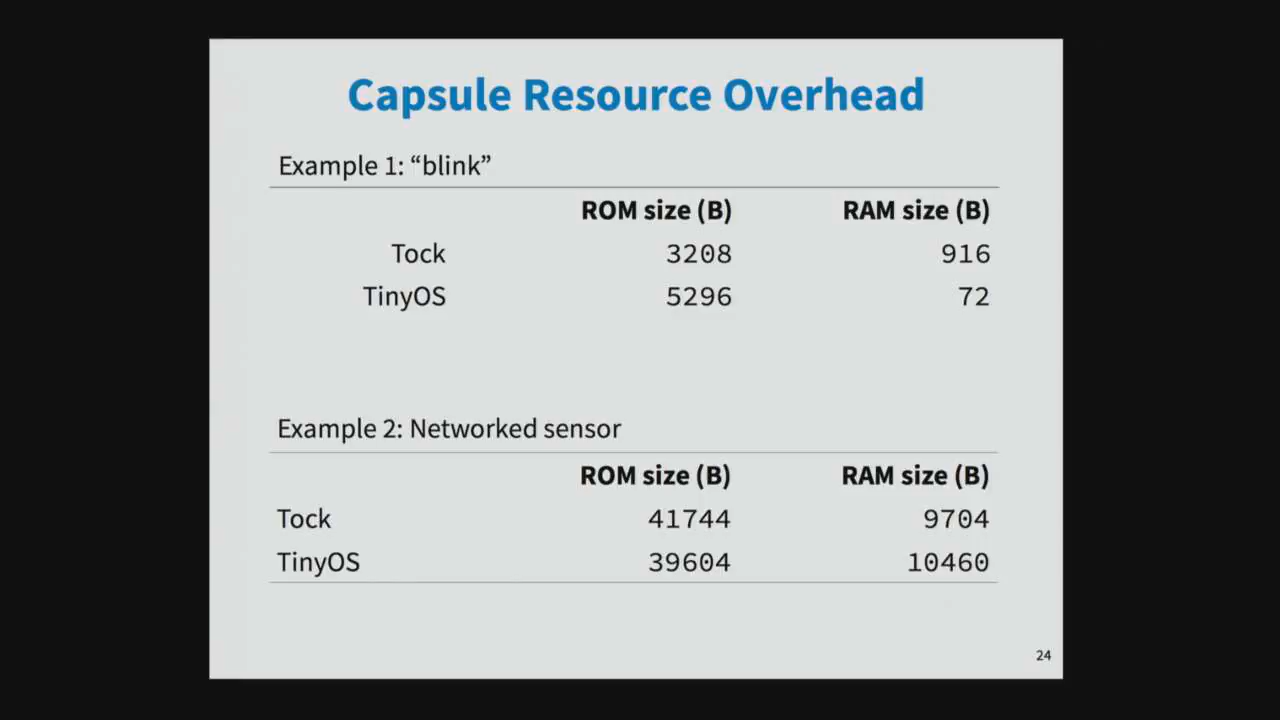 Capsule Resource Overhead
Example 1: “blink”
ROM size (B) RAM size (B)
Tock 3208 916
TinyOS 5296 72
Example 2: Networked sensor
ROM size (B) RAM size (B)
Tock 41744 9704
TinyOS 39604 10460
24